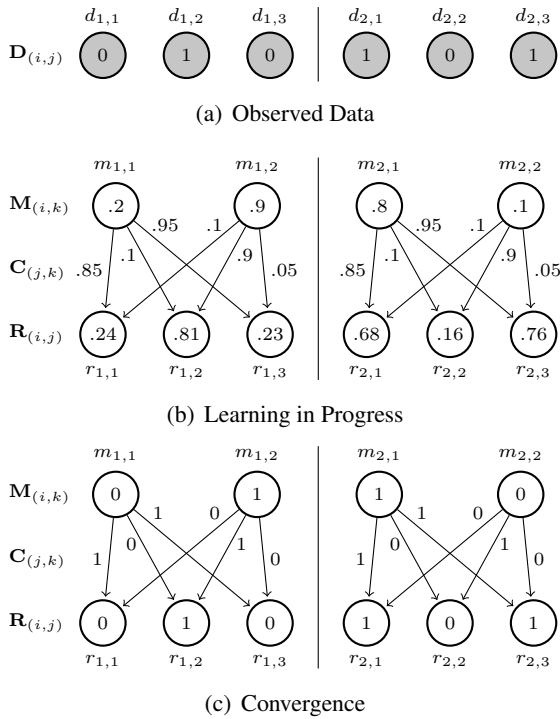 d₁,₁ d₁,₂ d₁,₃ d₂,₁ d₂,₂ d₂,₃
D(i,j) 0 1 0 1 0 1
(a) Observed Data
m₁,₁ m₁,₂ m₂,₁ m₂,₂
M(i,k) .2 .9 .8 .1
.95 .1 .95 .1
.1 .9 .1 .9
C(j,k) .85 .05 .85 .05
R(i,j) .24 .81 .23 .68 .16 .76
r₁,₁ r₁,₂ r₁,₃ r₂,₁ r₂,₂ r₂,₃
(b) Learning in Progress
m₁,₁ m₁,₂ m₂,₁ m₂,₂
M(i,k) 0 1 1 0
1 0 1 0
0 1 0 1
C(j,k) 1 0 1 0
R(i,j) 0 1 0 1 0 1
r₁,₁ r₁,₂ r₁,₃ r₂,₁ r₂,₂ r₂,₃
(c) Convergence